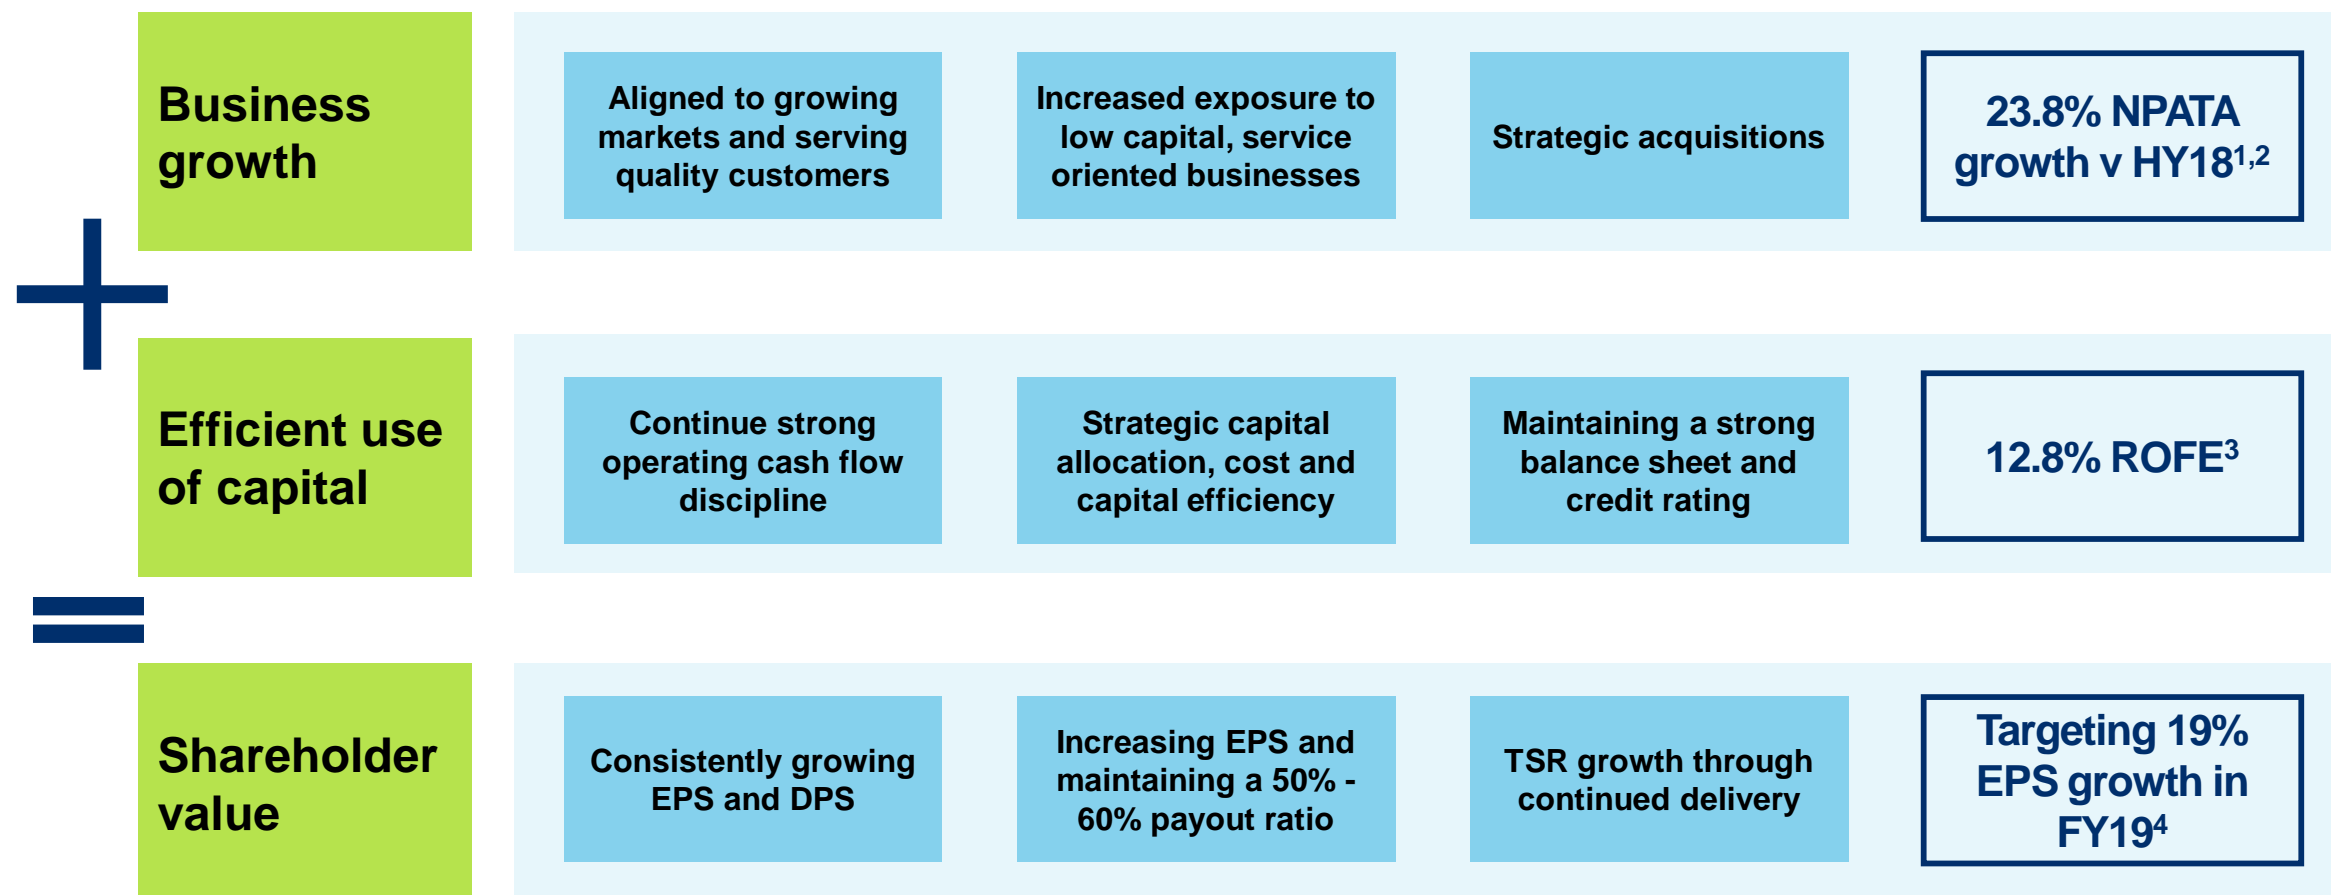 Business
growth
Aligned to growing
markets and serving
quality customers
Increased exposure to
low capital, service
oriented businesses
Strategic acquisitions
23.8% NPATA
growth v HY18¹,²
Efficient use
of capital
Continue strong
operating cash flow
discipline
Strategic capital
allocation, cost and
capital efficiency
Maintaining a strong
balance sheet and
credit rating
12.8% ROFE³
Shareholder
value
Consistently growing
EPS and DPS
Increasing EPS and
maintaining a 50% -
60% payout ratio
TSR growth through
continued delivery
Targeting 19%
EPS growth in
FY19⁴